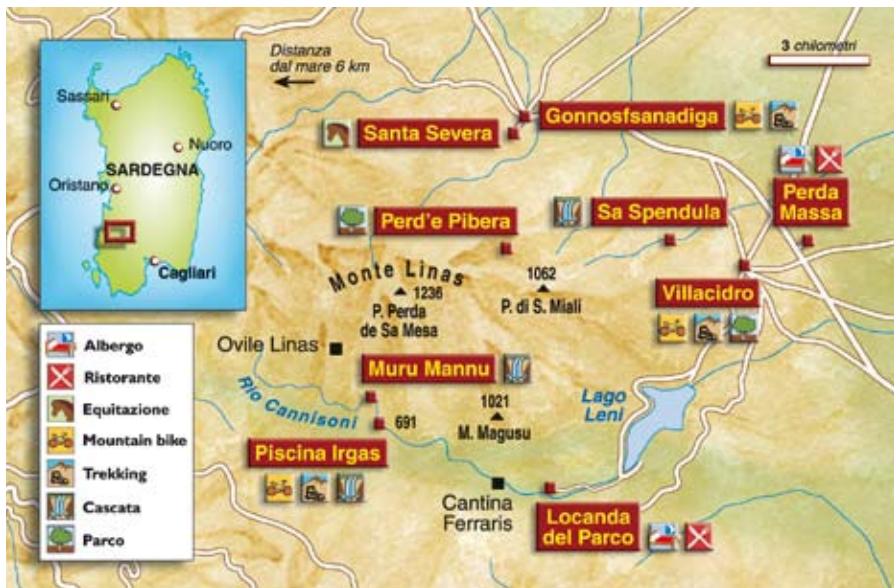 Distanza
dal mare 6 km
3 chilometri
Sassari
Nuoro
SARDEGNA
Oristano
Cagliari
Gonnosfsanadiga
Santa Severa
Perda
Massa
Perd'e Pibera
Sa Spendula
Monte Linas
1236
P. Perda
de Sa Mesa
1062
P. di S. Miali
Villacidro
Ovile Linas
Muru Mannu
Rio Cannisoni
691
1021
M. Magusu
Lago
Leni
Piscina Irgas
Cantina
Ferraris
Locanda
del Parco
Albergo
Ristorante
Equitazione
Mountain bike
Trekking
Cascata
Parco